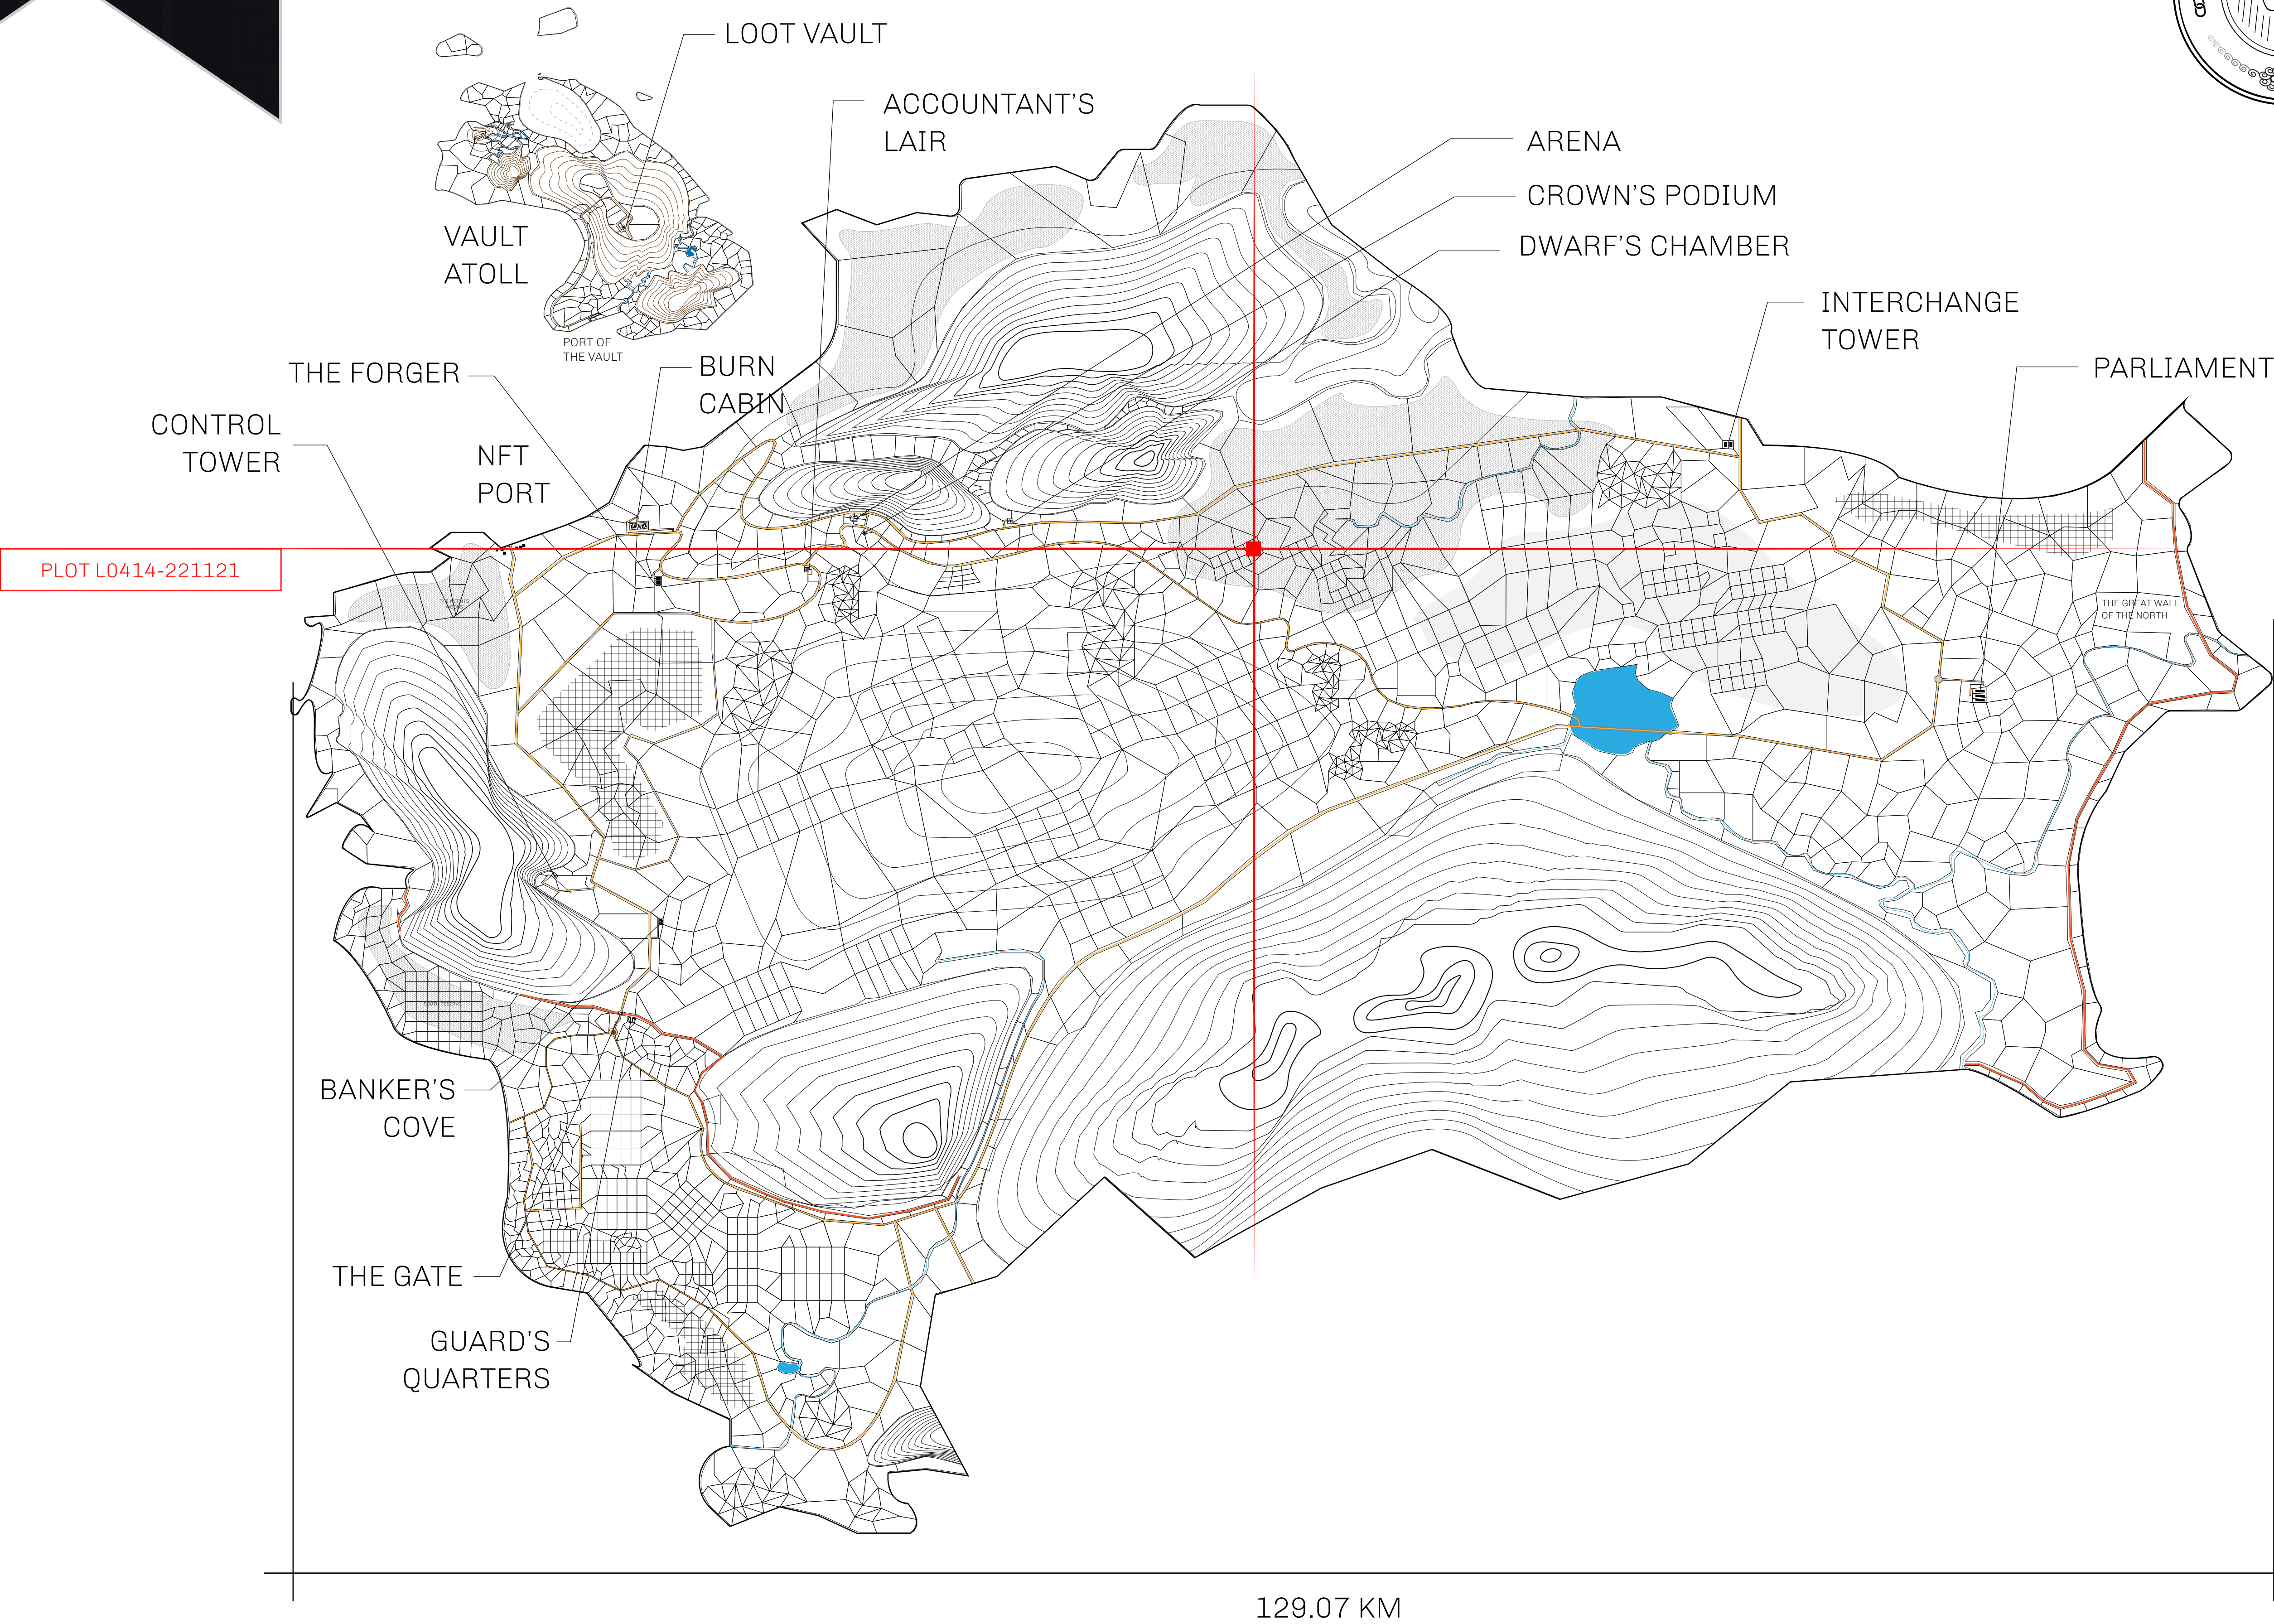 LOOT VAULT
ACCOUNTANT'S
LAIR
ARENA
CROWN'S PODIUM
DWARF'S CHAMBER
VAULT
ATOLL
INTERCHANGE
TOWER
PORT OF
THE VAULT
THE FORGER
BURN
CABIN
PARLIAMENT
CONTROL
TOWER
NFT
PORT
PLOT L0414-221121
THE GREAT WALL
OF THE NORTH
SOUTH RESERVE
BANKER'S
COVE
THE GATE
GUARD'S
QUARTERS
129.07 KM